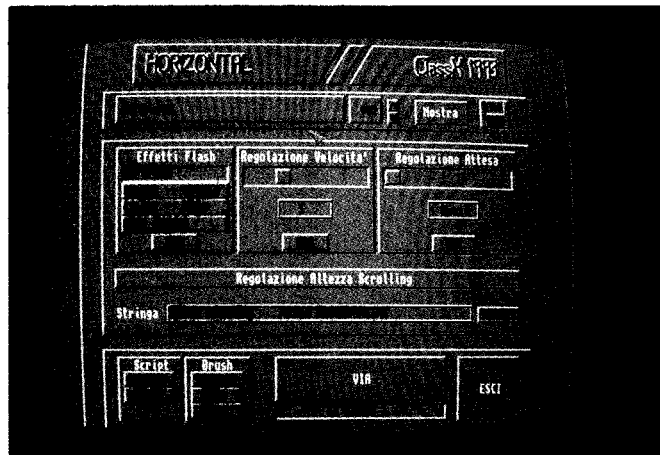 HORIZONTAL
Mostra
Effetti Flash
Regolazione Velocita'
Regolazione Attesa
Regolazione Altezza Scrolling
Stringa
Script
Brush
VIA
ESCI